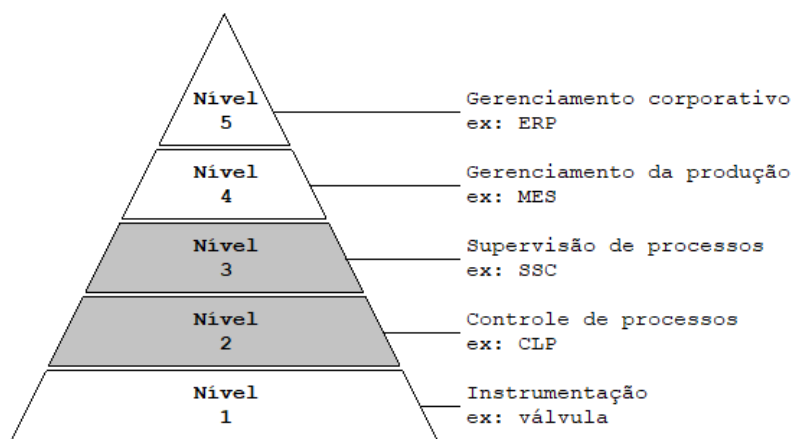 Nível
5
Gerenciamento corporativo
ex: ERP
Nível
4
Gerenciamento da produção
ex: MES
Nível
3
Supervisão de processos
ex: SSC
Nível
2
Controle de processos
ex: CLP
Nível
1
Instrumentação
ex: válvula